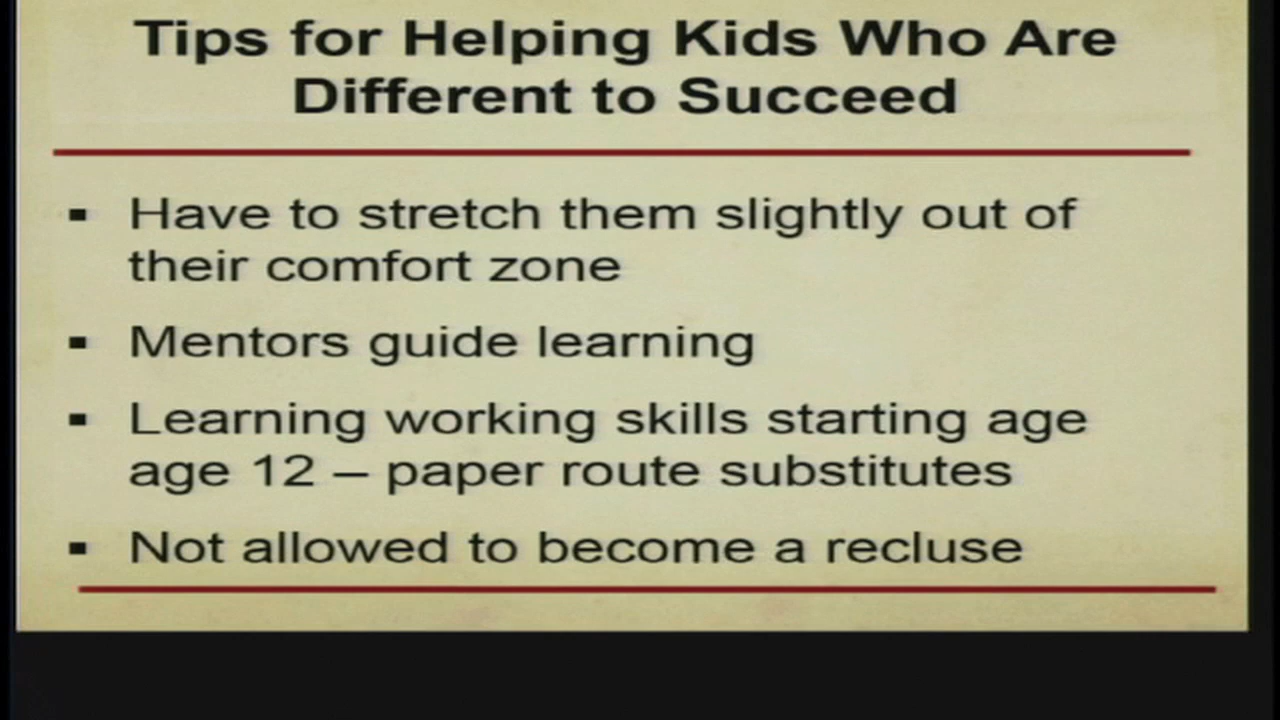 Tips for Helping Kids Who Are
Different to Succeed
▪ Have to stretch them slightly out of
their comfort zone
▪ Mentors guide learning
▪ Learning working skills starting age
age 12 – paper route substitutes
▪ Not allowed to become a recluse